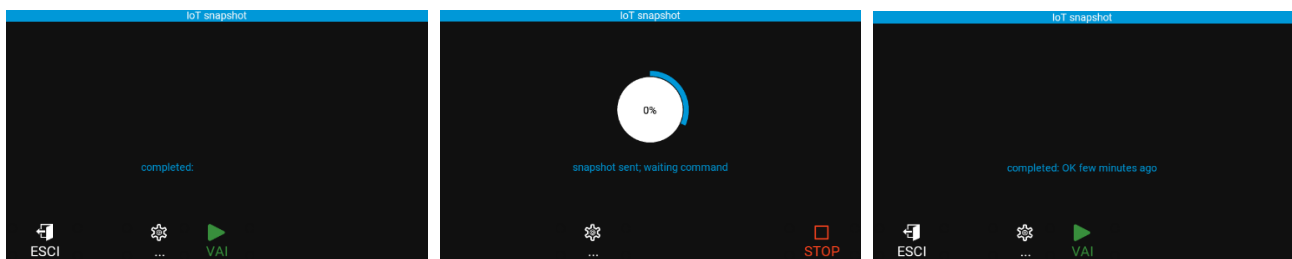 IoT snapshot
completed:
ESCI
...
VAI
IoT snapshot
0%
snapshot sent; waiting command
...
STOP
IoT snapshot
completed: OK few minutes ago
ESCI
...
VAI